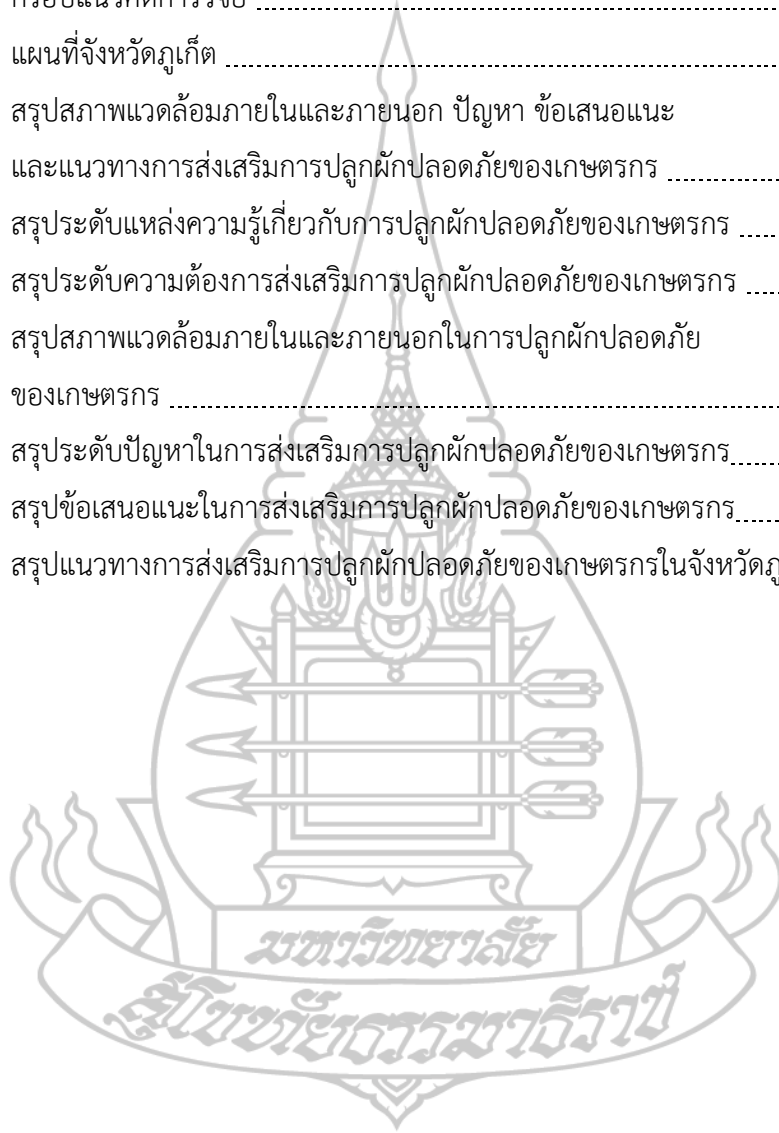 กรอบแนวคิดการวิจัย
แผนที่จังหวัดภูเก็ต
สรุปสภาพแวดล้อมภายในและภายนอก ปัญหา ข้อเสนอแนะ
และแนวทางการส่งเสริมการปลูกผักปลอดภัยของเกษตรกร
สรุประดับแหล่งความรู้เกี่ยวกับการปลูกผักปลอดภัยของเกษตรกร
สรุประดับความต้องการส่งเสริมการปลูกผักปลอดภัยของเกษตรกร
สรุปสภาพแวดล้อมภายในและภายนอกในการปลูกผักปลอดภัย
ของเกษตรกร
สรุประดับปัญหาในการส่งเสริมการปลูกผักปลอดภัยของเกษตรกร
สรุปข้อเสนอแนะในการส่งเสริมการปลูกผักปลอดภัยของเกษตรกร
สรุปแนวทางการส่งเสริมการปลูกผักปลอดภัยของเกษตรกรในจังหวัดภู
มหาวิทยาลัย
สุโขทัยธรรมาธิราช